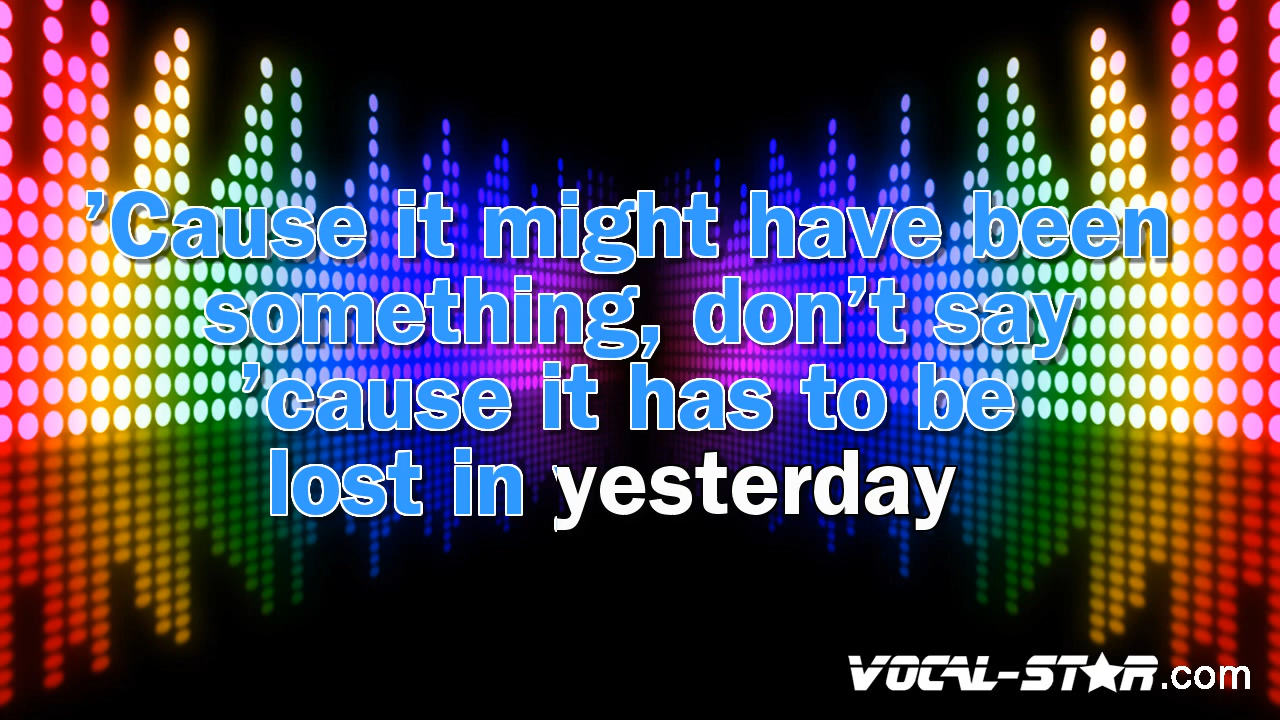 ’Cause it might have been
something, don’t say
’cause it has to be
lost in yesterday
VOCAL-STAR.com